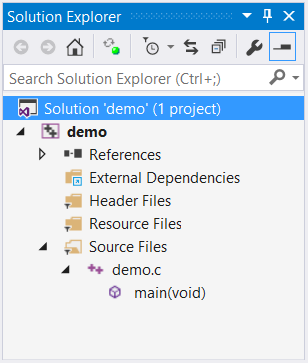 Solution Explorer
Search Solution Explorer (Ctrl+;)
Solution 'demo' (1 project)
demo
References
External Dependencies
Header Files
Resource Files
Source Files
demo.c
main(void)